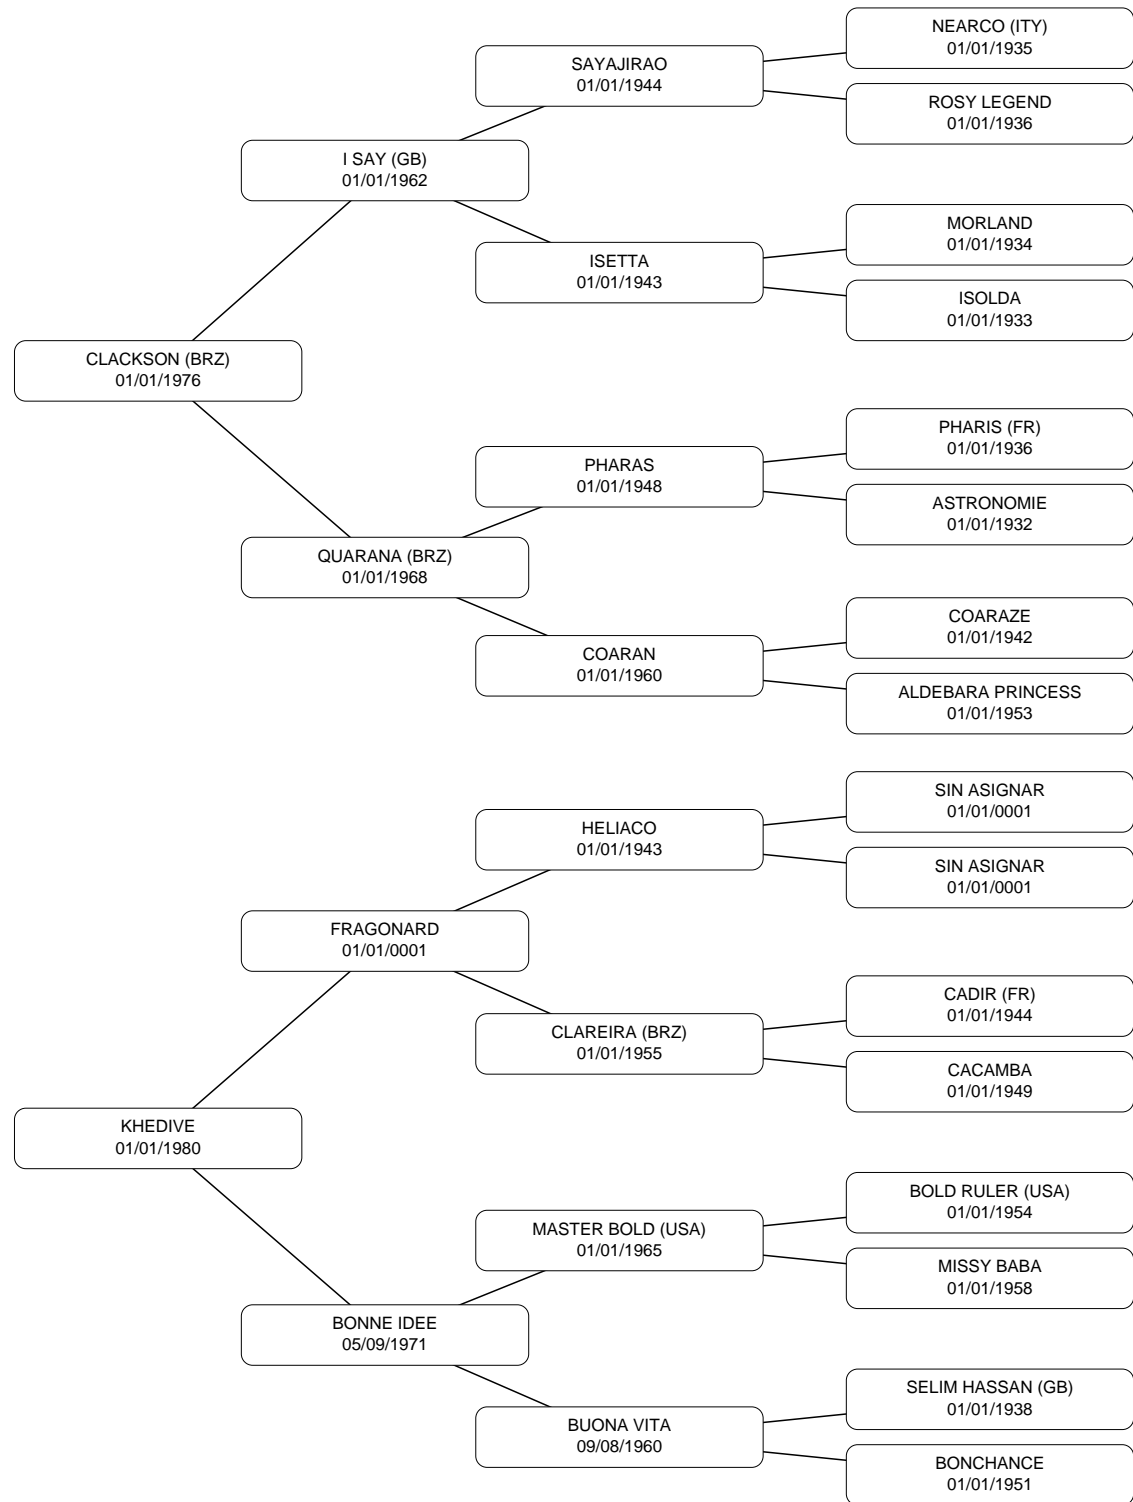 NEARCO (ITY)
01/01/1935
SAYAJIRAO
01/01/1944
ROSY LEGEND
01/01/1936
I SAY (GB)
01/01/1962
MORLAND
01/01/1934
ISETTA
01/01/1943
ISOLDA
01/01/1933
CLACKSON (BRZ)
01/01/1976
PHARIS (FR)
01/01/1936
PHARAS
01/01/1948
ASTRONOMIE
01/01/1932
QUARANA (BRZ)
01/01/1968
COARAZE
01/01/1942
COARAN
01/01/1960
ALDEBARA PRINCESS
01/01/1953
SIN ASIGNAR
01/01/0001
HELIACO
01/01/1943
SIN ASIGNAR
01/01/0001
FRAGONARD
01/01/0001
CADIR (FR)
01/01/1944
CLAREIRA (BRZ)
01/01/1955
CACAMBA
01/01/1949
KHEDIVE
01/01/1980
BOLD RULER (USA)
01/01/1954
MASTER BOLD (USA)
01/01/1965
MISSY BABA
01/01/1958
BONNE IDEE
05/09/1971
SELIM HASSAN (GB)
01/01/1938
BUONA VITA
09/08/1960
BONCHANCE
01/01/1951